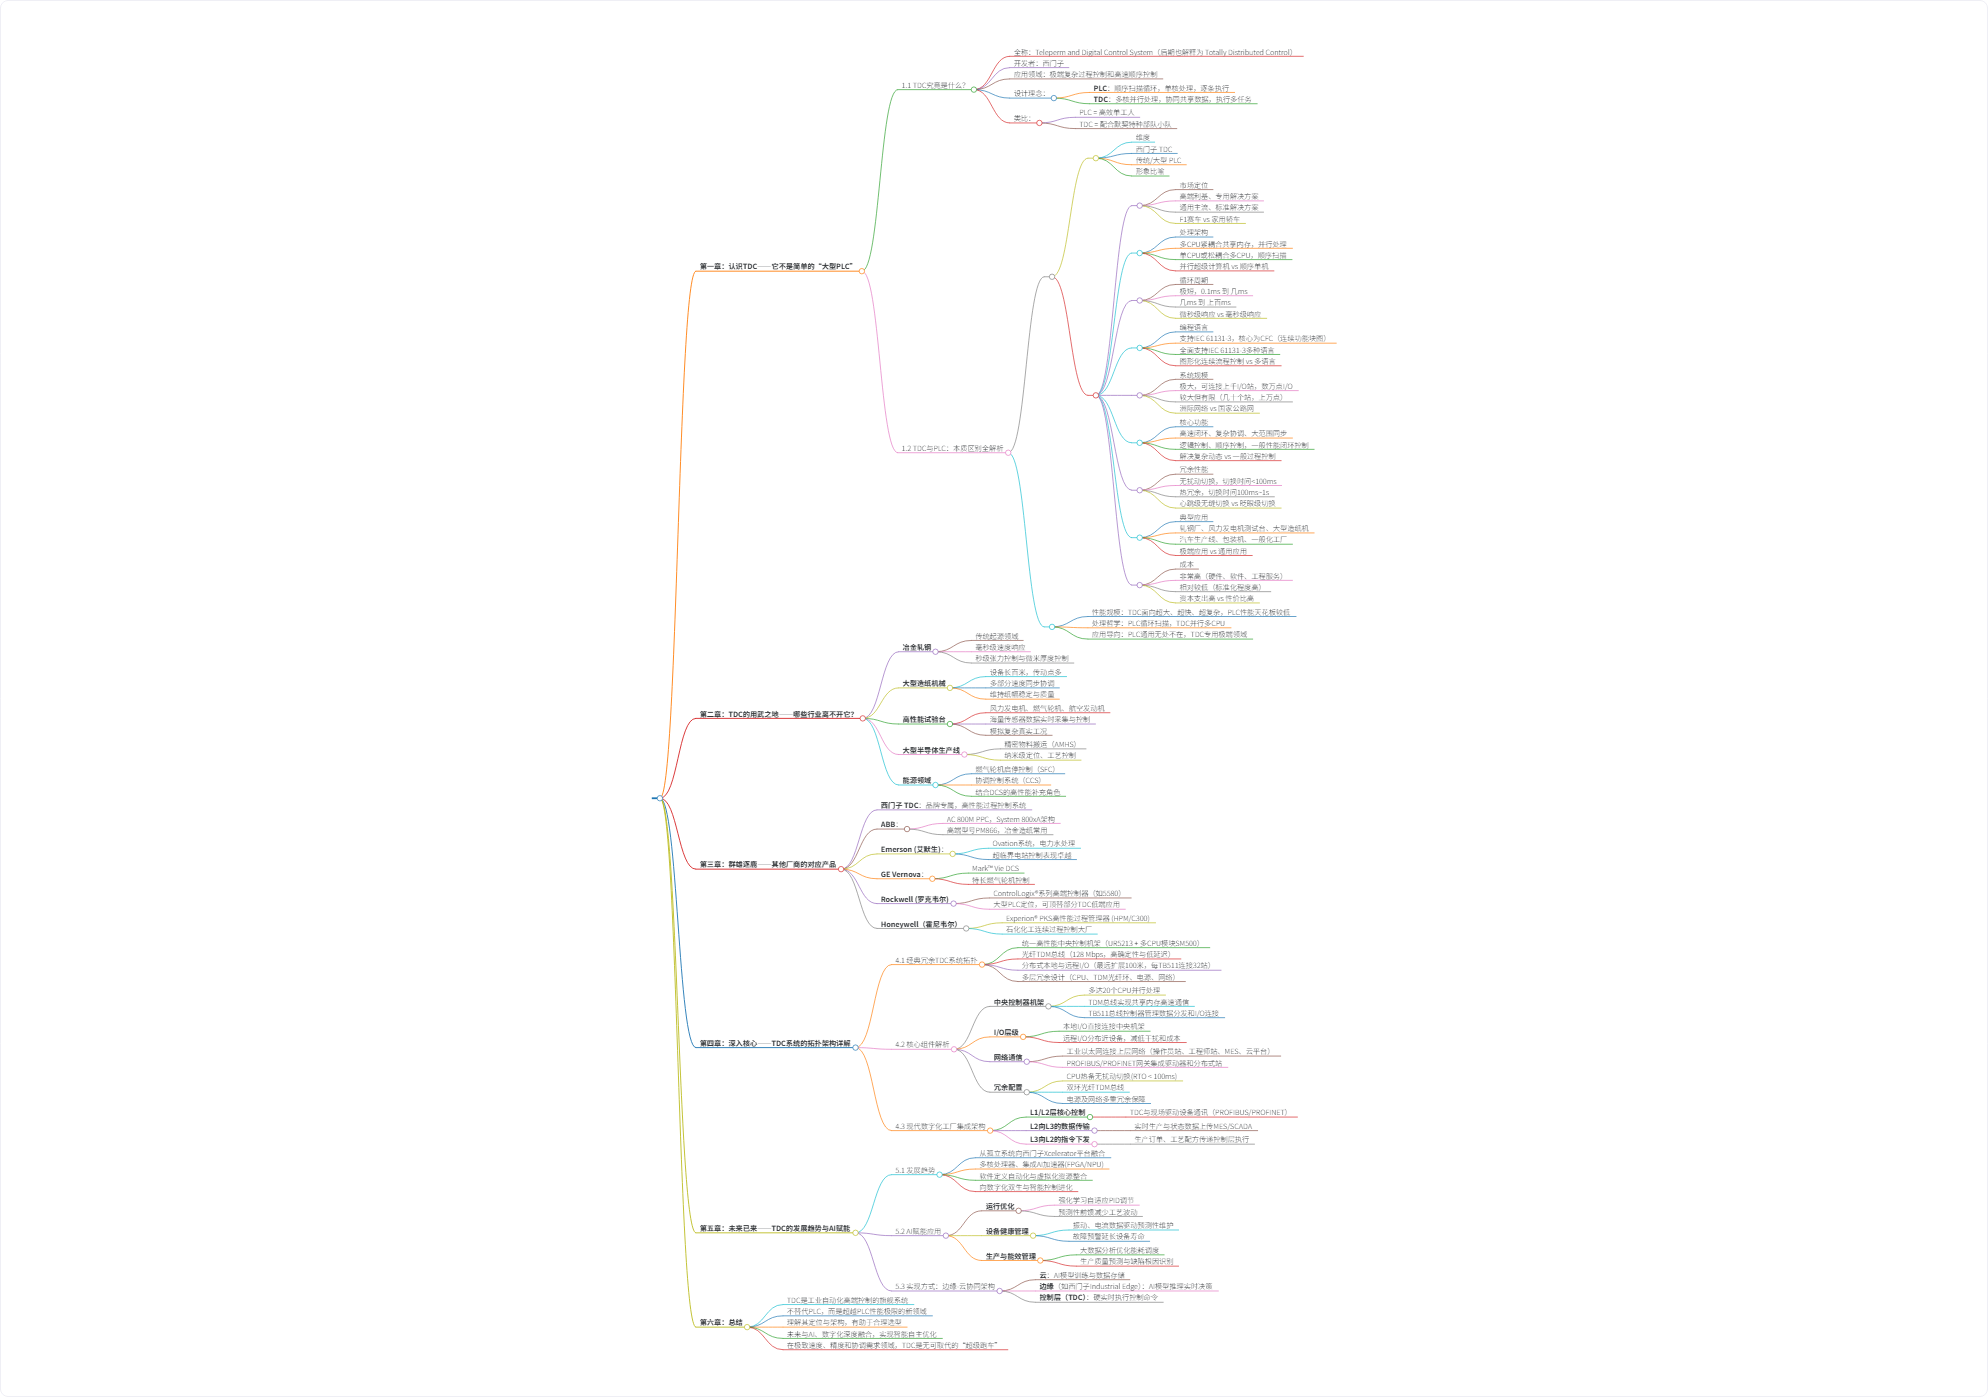 全称：Teleperm and Digital Control System（后期也解释为 Totally Distributed Control）
开发者：西门子
应用领域：极端复杂过程控制和高速顺序控制
1.1 TDC究竟是什么？
设计理念：
PLC：顺序扫描循环，单核处理，逐条执行
TDC：多核并行处理，协同共享数据，执行多任务
类比：
PLC = 高效单工人
TDC = 配合默契特种部队小队
维度
西门子 TDC
传统/大型 PLC
形象比喻
市场定位
高端利基、专用解决方案
通用主流、标准解决方案
F1赛车 vs 家用轿车
处理架构
多CPU紧耦合共享内存，并行处理
单CPU或松耦合多CPU，顺序扫描
并行超级计算机 vs 顺序单机
第一章：认识TDC——它不是简单的“大型PLC”
循环周期
极短，0.1ms 到 几ms
几ms 到 上百ms
微秒级响应 vs 毫秒级响应
编程语言
支持IEC 61131-3，核心为CFC（连续功能块图）
全面支持IEC 61131-3多种语言
图形化连续流程控制 vs 多语言
系统规模
极大，可连接上千I/O站，数万点I/O
较大但有限（几十个站，上万点）
洲际网络 vs 国家公路网
核心功能
高速闭环、复杂协调、大范围同步
逻辑控制、顺序控制、一般性能闭环控制
解决复杂动态 vs 一般过程控制
1.2 TDC与PLC：本质区别全解析
冗余性能
无扰动切换，切换时间<100ms
热冗余，切换时间100ms~1s
心跳级无缝切换 vs 眨眼级切换
典型应用
轧钢厂、风力发电机测试台、大型造纸机
汽车生产线、包装机、一般化工厂
极端应用 vs 通用应用
成本
非常高（硬件、软件、工程服务）
相对较低（标准化程度高）
资本支出高 vs 性价比高
性能规模：TDC面向超大、超快、超复杂，PLC性能天花板较低
处理哲学：PLC循环扫描，TDC并行多CPU
应用导向：PLC通用无处不在，TDC专用极端领域
冶金轧钢
传统起源领域
毫秒级速度响应
秒级张力控制与微米厚度控制
大型造纸机械
设备长百米，传动点多
多部分速度同步协调
维持纸幅稳定与质量
第二章：TDC的用武之地——哪些行业离不开它？
高性能试验台
风力发电机、燃气轮机、航空发动机
海量传感器数据实时采集与控制
模拟复杂真实工况
大型半导体生产线
精密物料搬运（AMHS）
纳米级定位、工艺控制
能源领域
燃气轮机启停控制（SFC）
协调控制系统（CCS）
结合DCS的高性能补充角色
西门子 TDC：品牌专属，高性能过程控制系统
ABB：
AC 800M PPC，System 800xA架构
高端型号PM866，冶金造纸常用
Emerson (艾默生)：
Ovation系统，电力水处理
超临界电站控制表现卓越
第三章：群雄逐鹿——其他厂商的对应产品
GE Vernova：
Mark™ VIe DCS
特长燃气轮机控制
Rockwell (罗克韦尔)
ControlLogix®系列高端控制器（如5580）
大型PLC定位，可顶替部分TDC低端应用
Honeywell（霍尼韦尔）
Experion® PKS高性能过程管理器 (HPM/C300)
石化化工连续过程控制大厂
4.1 经典冗余TDC系统拓扑
统一高性能中央控制机架（UR5213 + 多CPU模块SM500）
光纤TDM总线（128 Mbps，高确定性与低延迟）
分布式本地与远程I/O（最远扩展100米，每TB511连接32站）
多层冗余设计（CPU、TDM光纤环、电源、网络）
中央控制器机架
多达20个CPU并行处理
TDM总线实现共享内存高速通信
TB511总线控制器管理数据分发和I/O连接
I/O层级
本地I/O直接连接中央机架
远程I/O分布近设备，减低干扰和成本
第四章：深入核心——TDC系统的拓扑架构详解
4.2 核心组件解析
网络通信
工业以太网连接上层网络（操作员站、工程师站、MES、云平台）
PROFIBUS/PROFINET网关集成驱动器和分布式站
冗余配置
CPU热备无扰动切换(RTO < 100ms)
双环光纤TDM总线
电源及网络多重冗余保障
4.3 现代数字化工厂集成架构
L1/L2层核心控制
TDC与现场驱动设备通讯（PROFIBUS/PROFINET）
L2向L3的数据传输
实时生产与状态数据上传MES/SCADA
L3向L2的指令下发
生产订单、工艺配方传递控制层执行
5.1 发展趋势
从孤立系统向西门子Xcelerator平台融合
多核处理器、集成AI加速器(FPGA/NPU)
软件定义自动化与虚拟化资源整合
向数字化双生与智能控制进化
第五章：未来已来——TDC的发展趋势与AI赋能
5.2 AI赋能应用
运行优化
强化学习自适应PID调节
预测性前馈减少工艺波动
设备健康管理
振动、电流数据驱动预测性维护
故障预警延长设备寿命
生产与能效管理
大数据分析优化能耗调度
生产质量预测与缺陷根因识别
5.3 实现方式：边缘-云协同架构
云：AI模型训练与数据存储
边缘（如西门子Industrial Edge）：AI模型推理实时决策
控制层（TDC）：硬实时执行控制命令
第六章：总结
TDC是工业自动化高端控制的旗舰系统
不替代PLC，而是超越PLC性能极限的新领域
理解其定位与架构，有助于合理选型
未来与AI、数字化深度融合，实现智能自主优化
在极致速度、精度和协调需求领域，TDC是无可取代的“超级跑车”